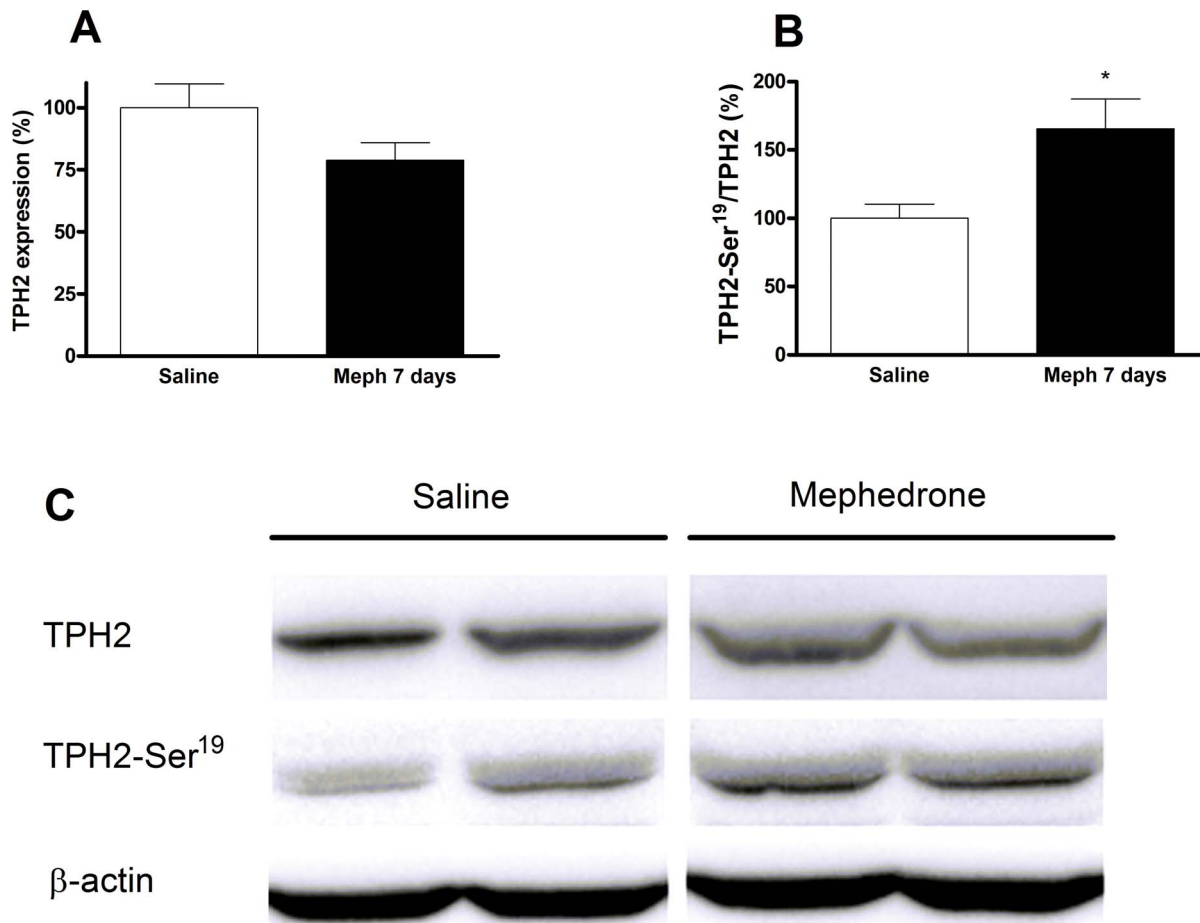 A
TPH2 expression (%)
100
75
50
25
0
Saline
Meph 7 days
B
TPH2-Ser¹⁹/TPH2 (%)
200
150
100
50
0
*
Saline
Meph 7 days
C
Saline
Mephedrone
TPH2
TPH2-Ser¹⁹
β-actin